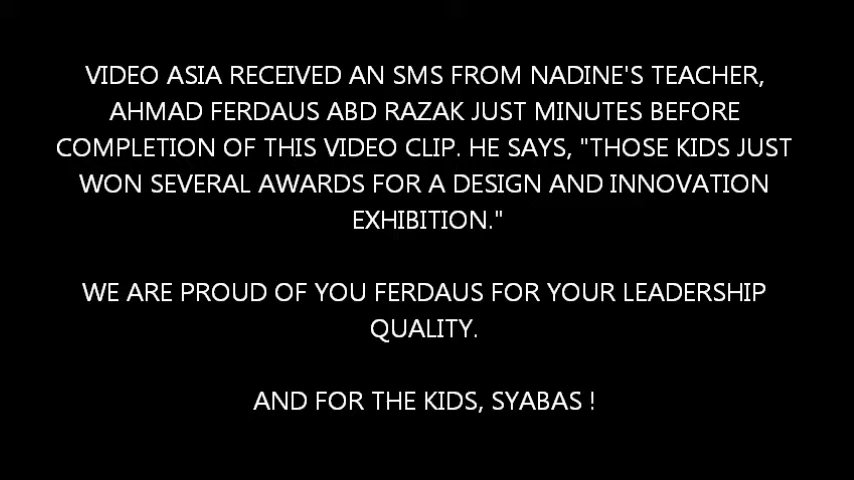 VIDEO ASIA RECEIVED AN SMS FROM NADINE'S TEACHER,
AHMAD FERDAUS ABD RAZAK JUST MINUTES BEFORE
COMPLETION OF THIS VIDEO CLIP. HE SAYS, "THOSE KIDS JUST
WON SEVERAL AWARDS FOR A DESIGN AND INNOVATION
EXHIBITION."
WE ARE PROUD OF YOU FERDAUS FOR YOUR LEADERSHIP
QUALITY.
AND FOR THE KIDS, SYABAS !